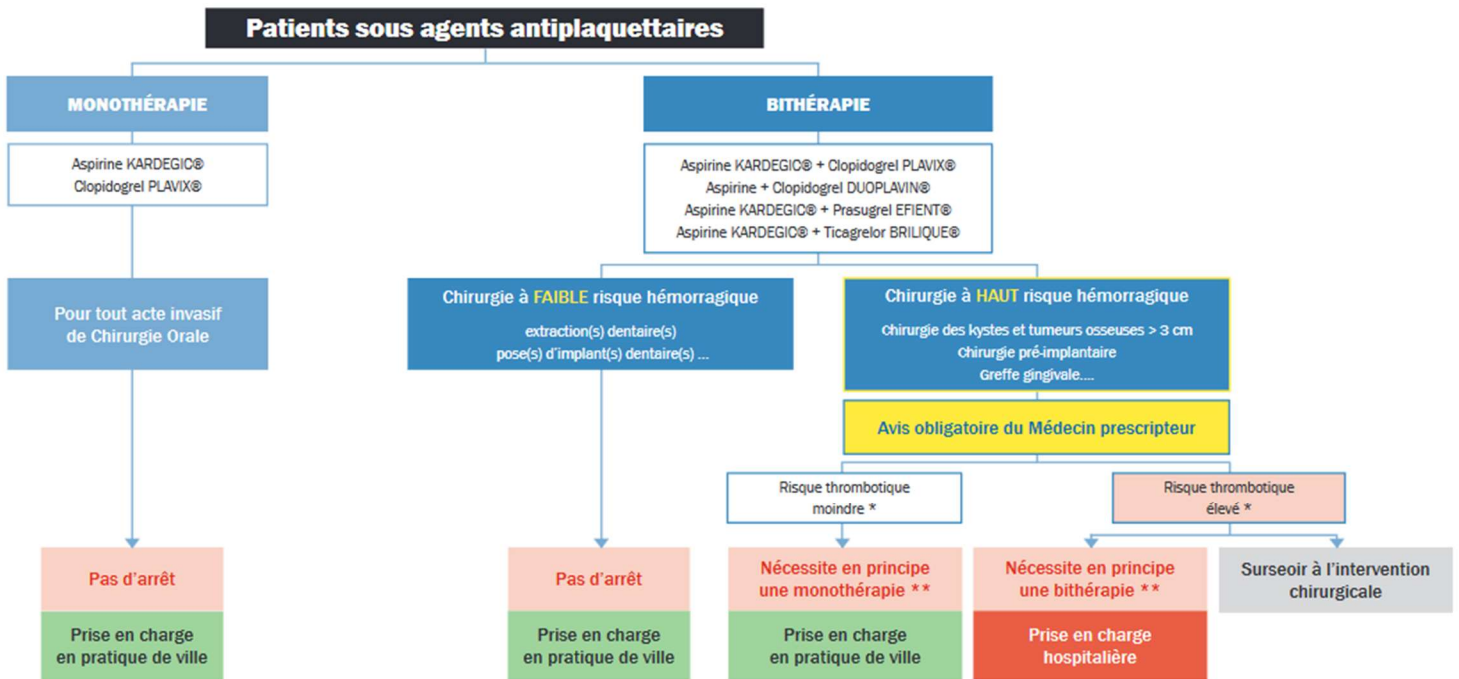 Patients sous agents antiplaquettaires
MONOTHÉRAPIE
Aspirine KARDEGIC®
Clopidogrel PLAVIX®
Pour tout acte invasif
de Chirurgie Orale
Pas d'arrêt
Prise en charge
en pratique de ville
BITHÉRAPIE
Aspirine KARDEGIC® + Clopidogrel PLAVIX®
Aspirine + Clopidogrel DUOPLAVIN®
Aspirine KARDEGIC® + Prasugrel EFIENT®
Aspirine KARDEGIC® + Ticagrelor BRILIQUE®
Chirurgie à FAIBLE risque hémorragique
extraction(s) dentaire(s)
pose(s) d'implant(s) dentaire(s) ...
Pas d'arrêt
Prise en charge
en pratique de ville
Chirurgie à HAUT risque hémorragique
Chirurgie des kystes et tumeurs osseuses > 3 cm
Chirurgie pré-implantaire
Greffe gingivale....
Avis obligatoire du Médecin prescripteur
Risque thrombotique
moindre *
Nécessite en principe
une monothérapie **
Prise en charge
en pratique de ville
Risque thrombotique
élevé *
Nécessite en principe
une bithérapie **
Prise en charge
hospitalière
Surseoir à l'intervention
chirurgicale